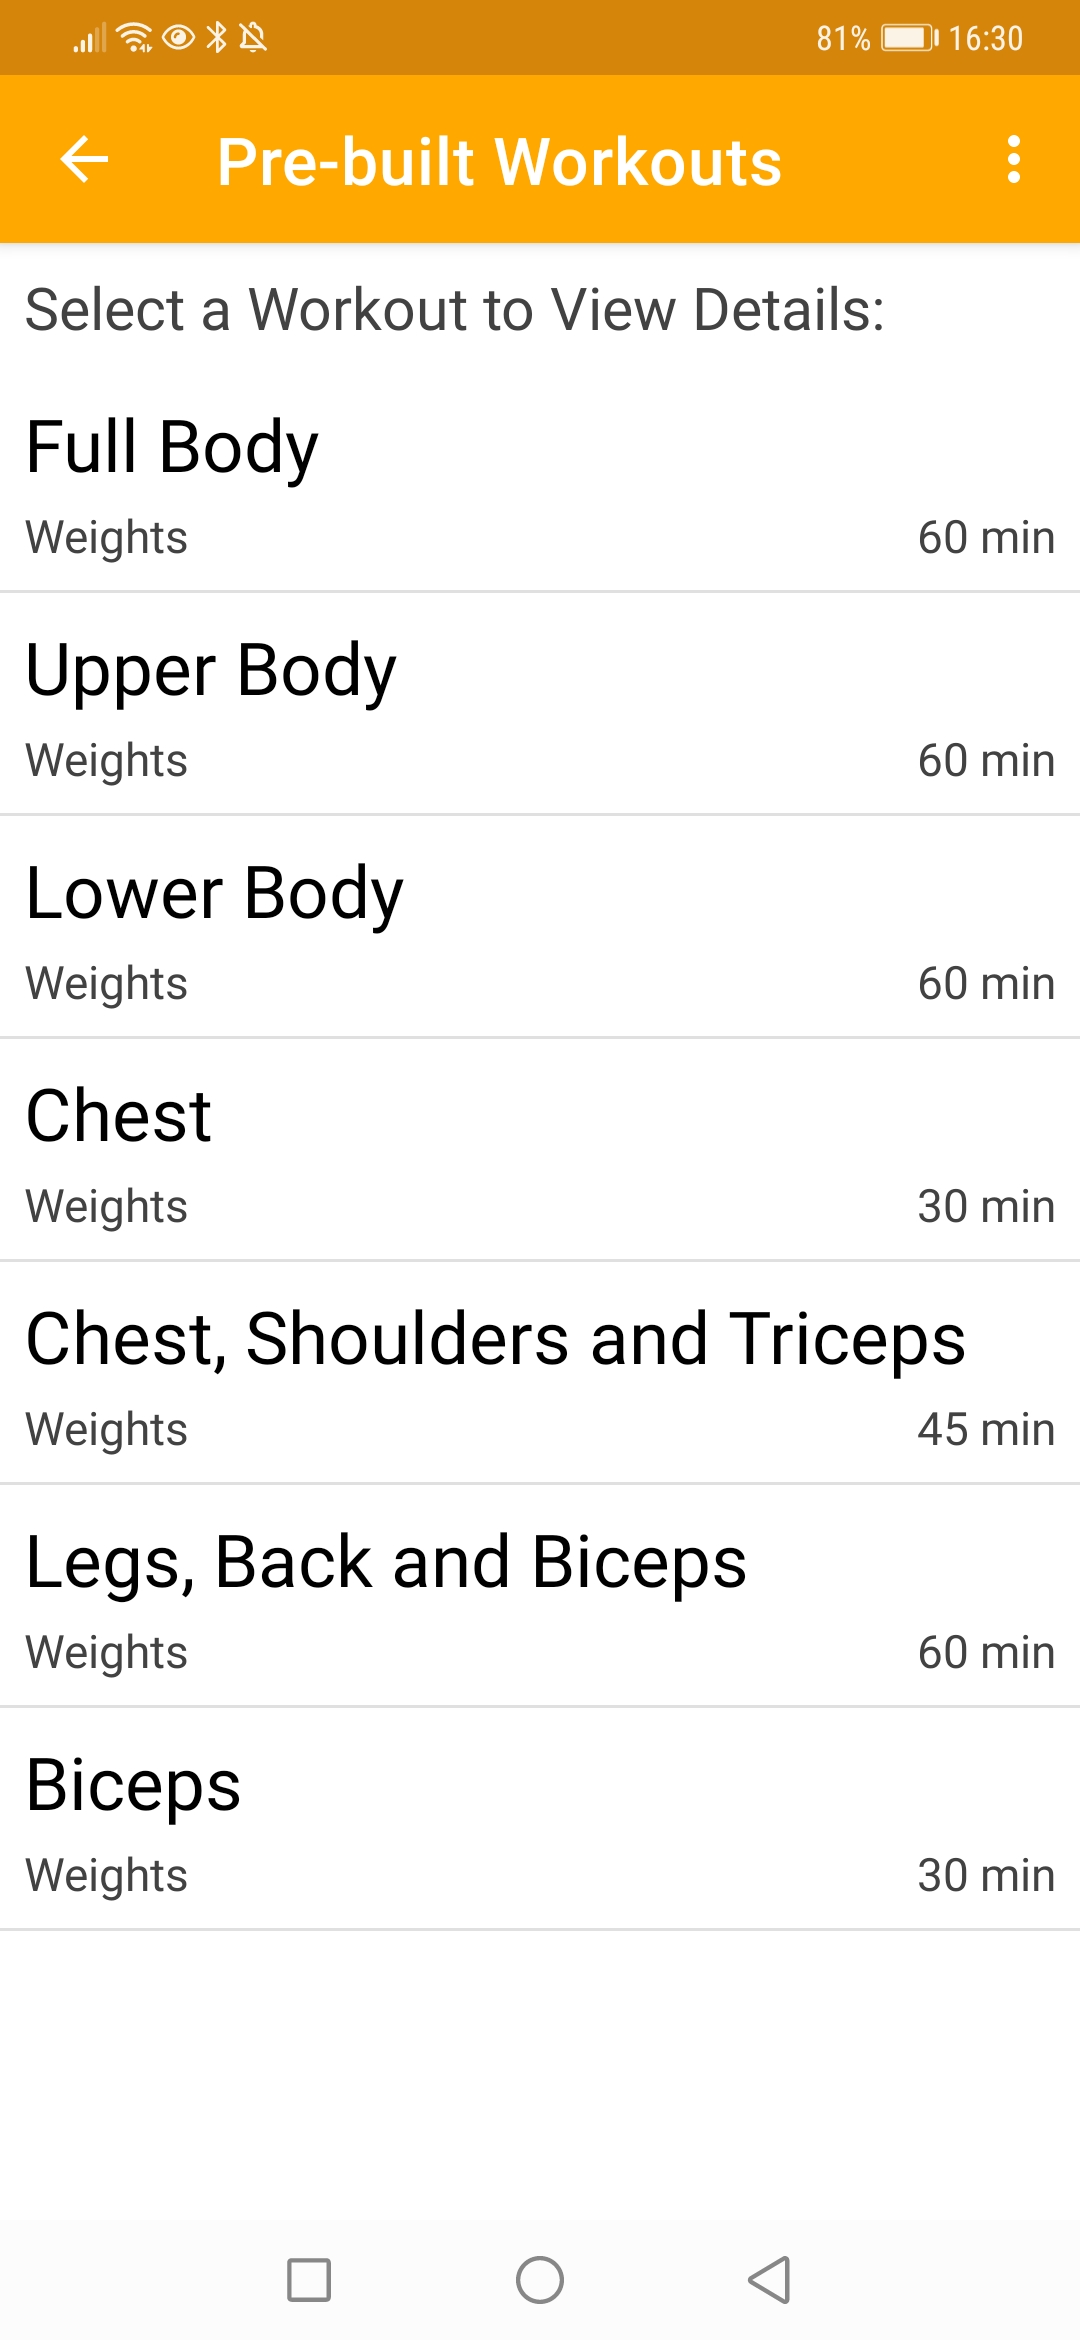 81% 16:30
Pre-built Workouts
Select a Workout to View Details:
Full Body
Weights 60 min
Upper Body
Weights 60 min
Lower Body
Weights 60 min
Chest
Weights 30 min
Chest, Shoulders and Triceps
Weights 45 min
Legs, Back and Biceps
Weights 60 min
Biceps
Weights 30 min